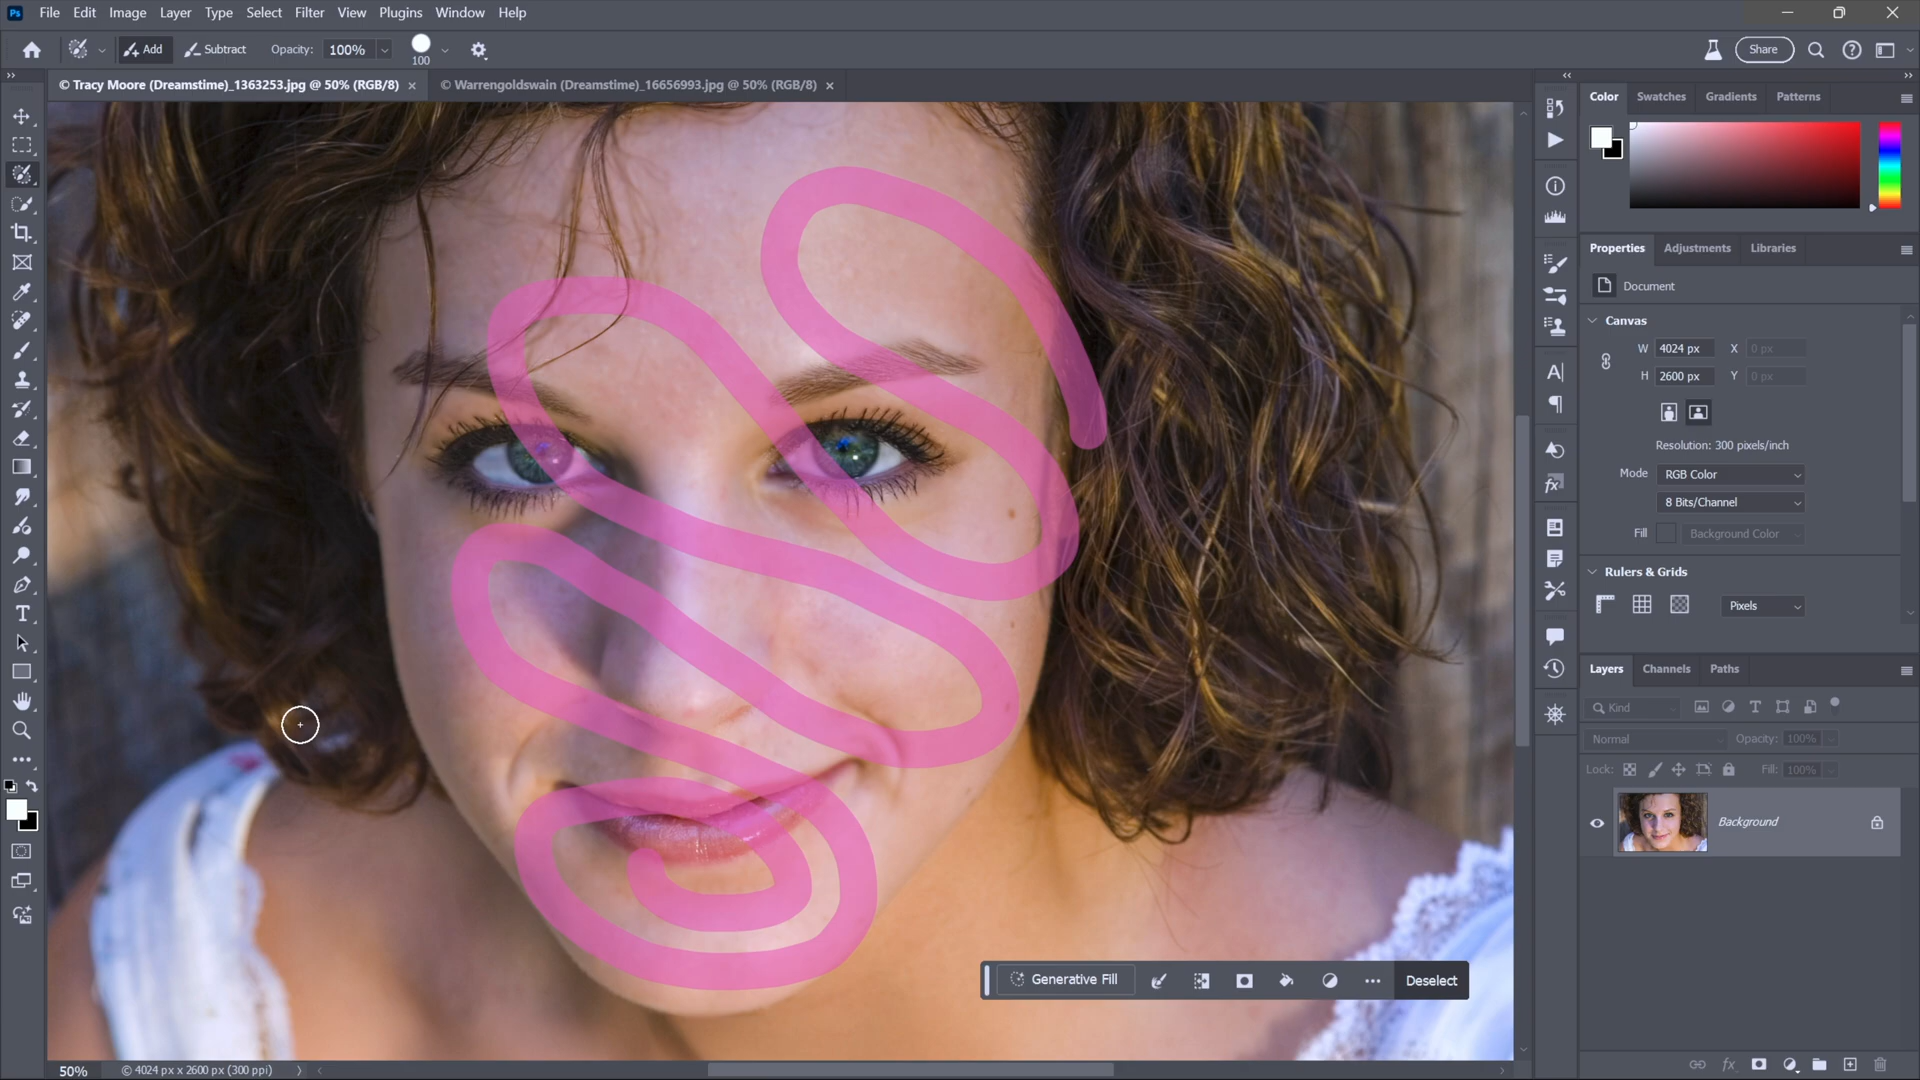 Ps File Edit Image Layer Type Select Filter View Plugins Window Help
Add Subtract Opacity: 100% 100 Share
© Tracy Moore (Dreamstime)_1363253.jpg @ 50% (RGB/8) × © Warrengoldswain (Dreamstime)_16656993.jpg @ 50% (RGB/8) ×
Color Swatches Gradients Patterns
Properties Adjustments Libraries
Document
Canvas
W 4024 px X 0 px
H 2600 px Y 0 px
Resolution: 300 pixels/inch
Mode RGB Color
8 Bits/Channel
Fill Background Color
Rulers & Grids
Pixels
Layers Channels Paths
Kind
Normal Opacity: 100%
Lock: Fill: 100%
Background
Generative Fill Deselect
50% © 4024 px x 2600 px (300 ppi)